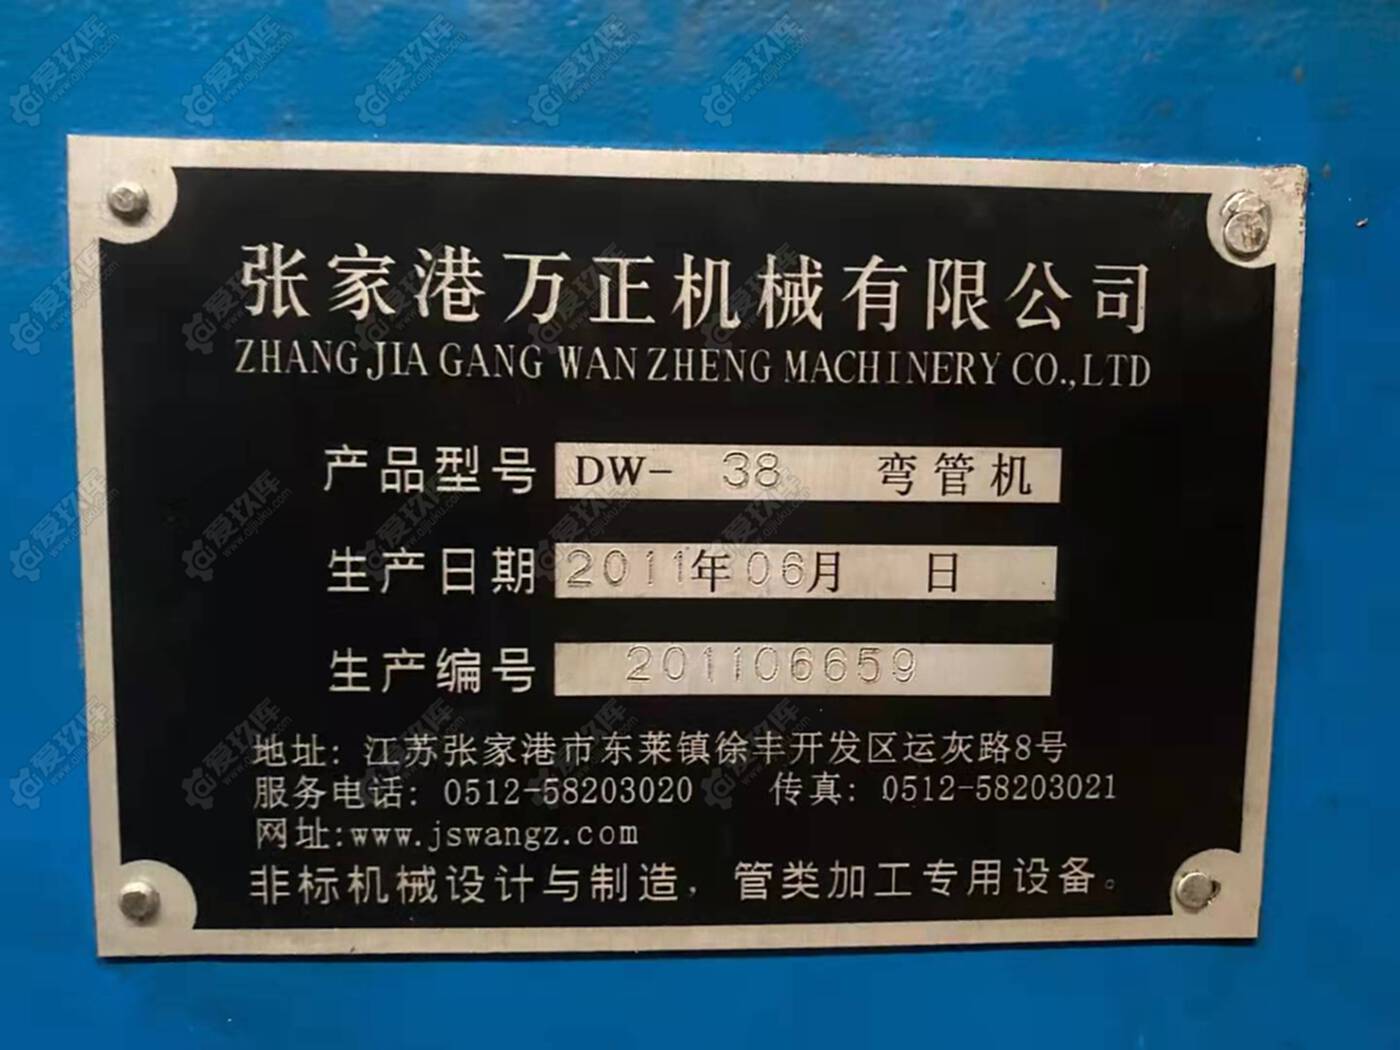 张家港万正机械有限公司
ZHANG JIA GANG WAN ZHENG MACHINERY CO.,LTD
产品型号 DW- 38 弯管机
生产日期 2011年06月 日
生产编号 201106659
地址: 江苏张家港市东莱镇徐丰开发区运灰路8号
服务电话: 0512-58203020 传真: 0512-58203021
网址:www.jswangz.com
非标机械设计与制造，管类加工专用设备。